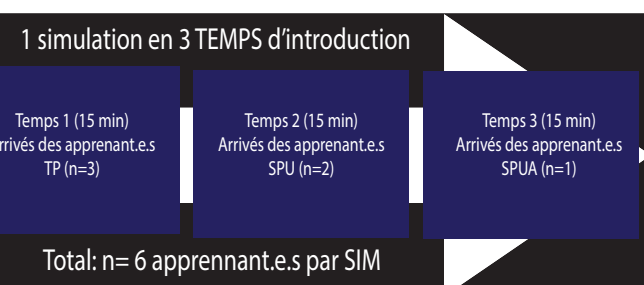 1 simulation en 3 TEMPS d’introduction
Temps 1 (15 min)
rrivés des apprenant.e.s
TP (n=3)
Temps 2 (15 min)
Arrivés des apprenant.e.s
SPU (n=2)
Temps 3 (15 min)
Arrivés des apprenant.e.s
SPUA (n=1)
Total: n= 6 apprennant.e.s par SIM